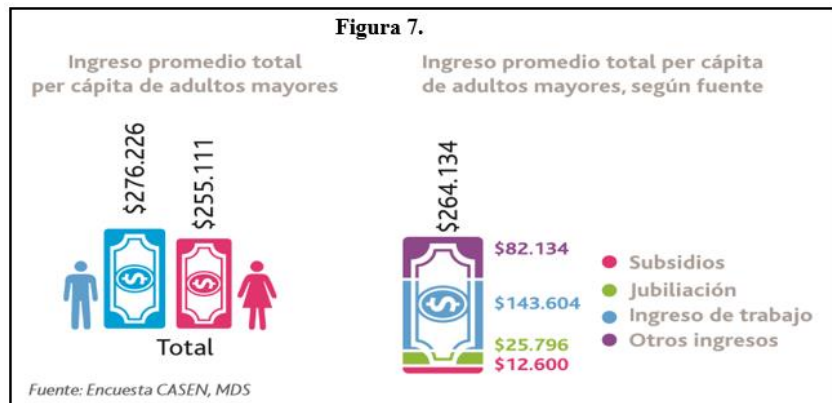 Figura 7.
Ingreso promedio total
per cápita de adultos mayores
$276.226
$255.111
Total
Ingreso promedio total per cápita
de adultos mayores, según fuente
$264.134
$82.134
$143.604
$25.796
$12.600
Subsidios
Jubiliación
Ingreso de trabajo
Otros ingresos
Fuente: Encuesta CASEN, MDS